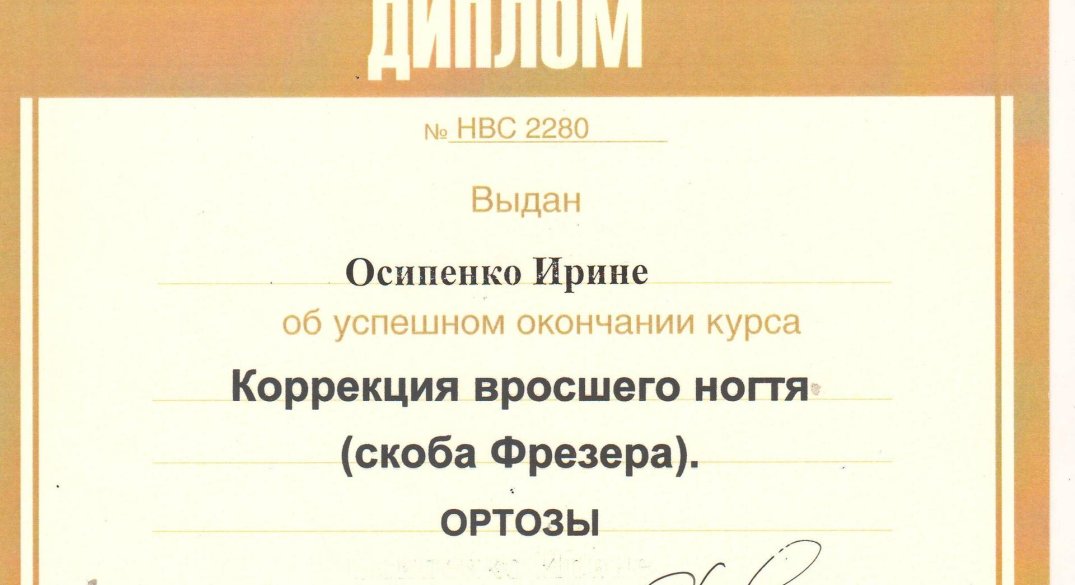 ДИПЛОМ
№ НВС 2280
Выдан
Осипенко Ирине
об успешном окончании курса
Коррекция вросшего ногтя
(скоба Фрезера).
ОРТОЗЫ